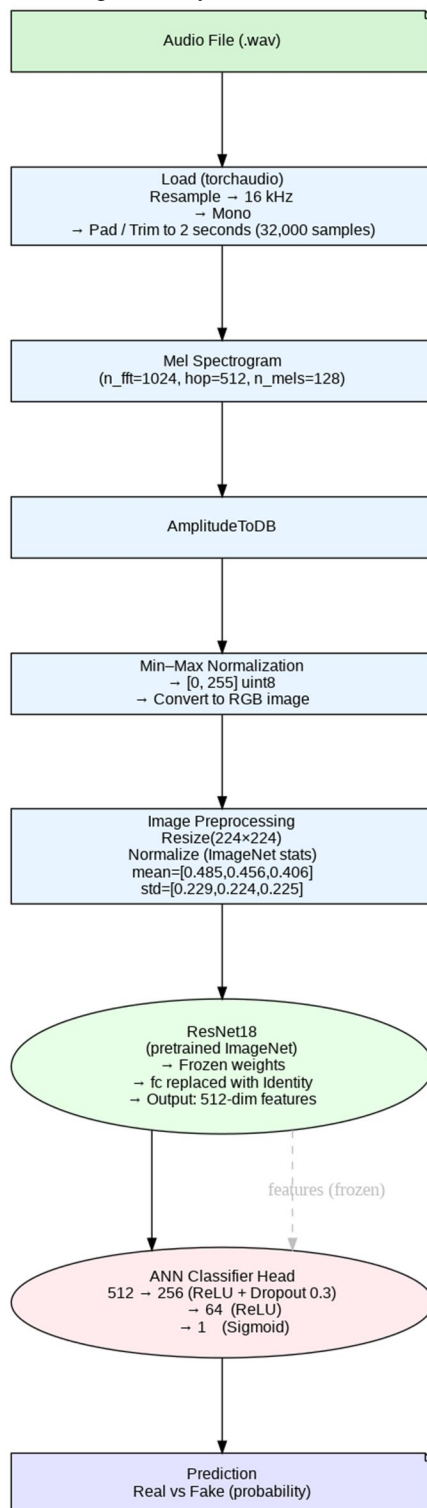 Audio File (.wav)
Load (torchaudio)
Resample → 16 kHz
→ Mono
→ Pad / Trim to 2 seconds (32,000 samples)
Mel Spectrogram
(n_fft=1024, hop=512, n_mels=128)
AmplitudeToDB
Min–Max Normalization
→ [0, 255] uint8
→ Convert to RGB image
Image Preprocessing
Resize(224×224)
Normalize (ImageNet stats)
mean=[0.485,0.456,0.406]
std=[0.229,0.224,0.225]
ResNet18
(pretrained ImageNet)
→ Frozen weights
→ fc replaced with Identity
→ Output: 512-dim features
features (frozen)
ANN Classifier Head
512 → 256 (ReLU + Dropout 0.3)
→ 64 (ReLU)
→ 1 (Sigmoid)
Prediction
Real vs Fake (probability)